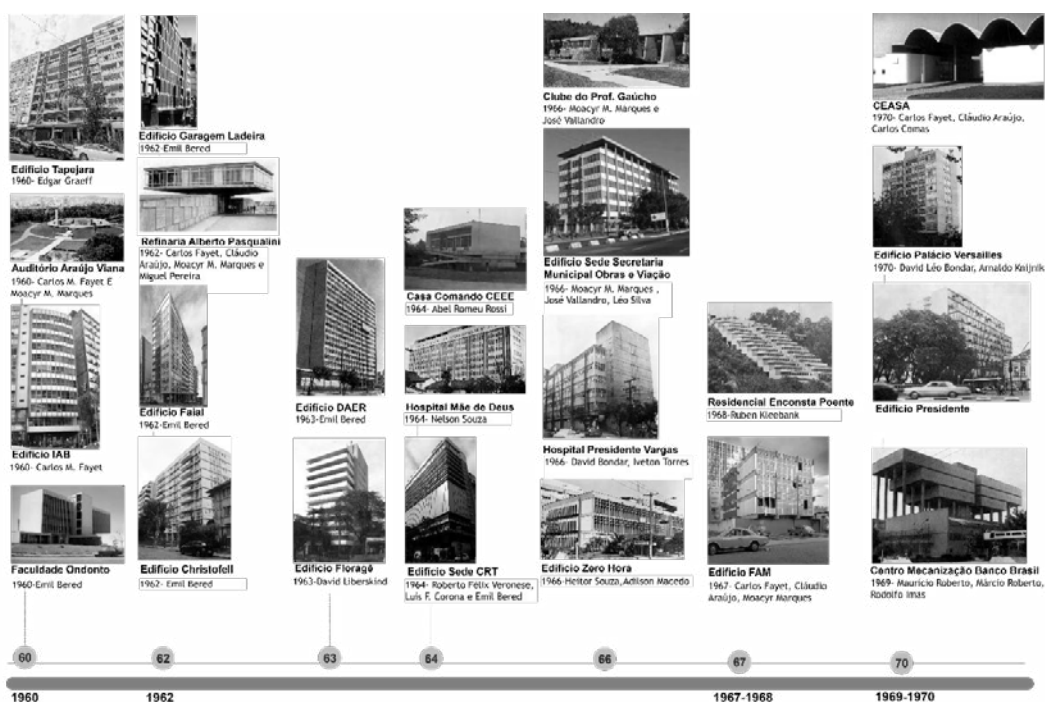 Edifício Tapejara
1960- Edgar Graeff
Auditório Araújo Viana
1960- Carlos M. Fayet E
Moacyr M. Marques
Edifício IAB
1960- Carlos M. Fayet
Faculdade Ondonto
1960-Emil Bered
Edifício Garagem Ladeira
1962-Emil Bered
Refinaria Alberto Pasqualini
1962- Carlos Fayet, Cláudio
Araújo, Moacyr M. Marques e
Miguel Pereira
Edifício Faial
1962-Emil Bered
Edifício Christofell
1962- Emil Bered
Edifício DAER
1963-Emil Bered
Edifício Floragê
1963-David Liberskind
Casa Comando CEEE
1964- Abel Romeu Rossi
Hospital Mãe de Deus
1964- Nelson Souza
Edifício Sede CRT
1964- Roberto Félix Veronese,
Luis F. Corona e Emil Bered
Clube do Prof. Gaúcho
1966- Moacyr M. Marques e
José Vallandro
Edifício Sede Secretaria
Municipal Obras e Viação
1966- Moacyr M. Marques ,
José Vallandro, Léo Silva
Hospital Presidente Vargas
1966- David Bondar, Iveton Torres
Edifício Zero Hora
1966-Heitor Souza,Adilson Macedo
Residencial Enconsta Poente
1968-Ruben Kleebank
Edifício FAM
1967- Carlos Fayet, Cláudio
Araújo, Moacyr Marques
CEASA
1970- Carlos Fayet, Cláudio Araújo,
Carlos Comas
Edifício Palácio Versailles
1970- David Léo Bondar, Arnaldo Knijnik
Edifício Presidente
Centro Mecanização Banco Brasil
1969- Maurício Roberto, Márcio Roberto,
Rodolfo Imas
60
62
63
64
66
67
70
1960
1962
1967-1968
1969-1970